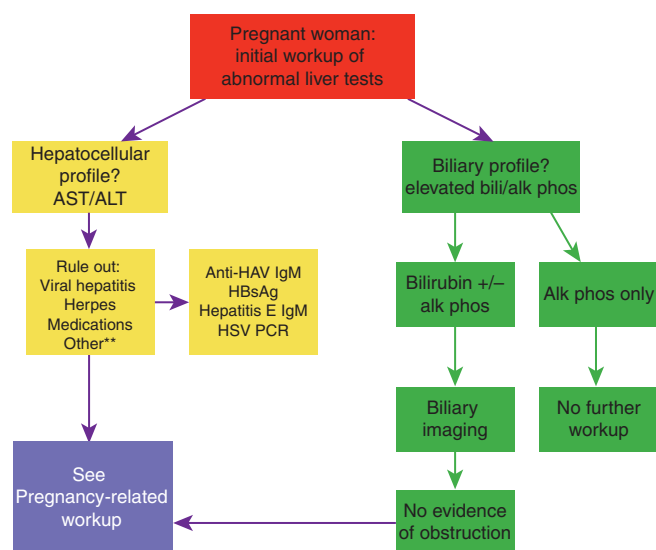 Pregnant woman:
initial workup of
abnormal liver tests
Hepatocellular
profile?
AST/ALT
Biliary profile?
elevated bili/alk phos
Rule out:
Viral hepatitis
Herpes
Medications
Other**
Anti-HAV IgM
HBsAg
Hepatitis E IgM
HSV PCR
Bilirubin +/–
alk phos
Alk phos only
Biliary
imaging
No further
workup
See
Pregnancy-related
workup
No evidence
of obstruction